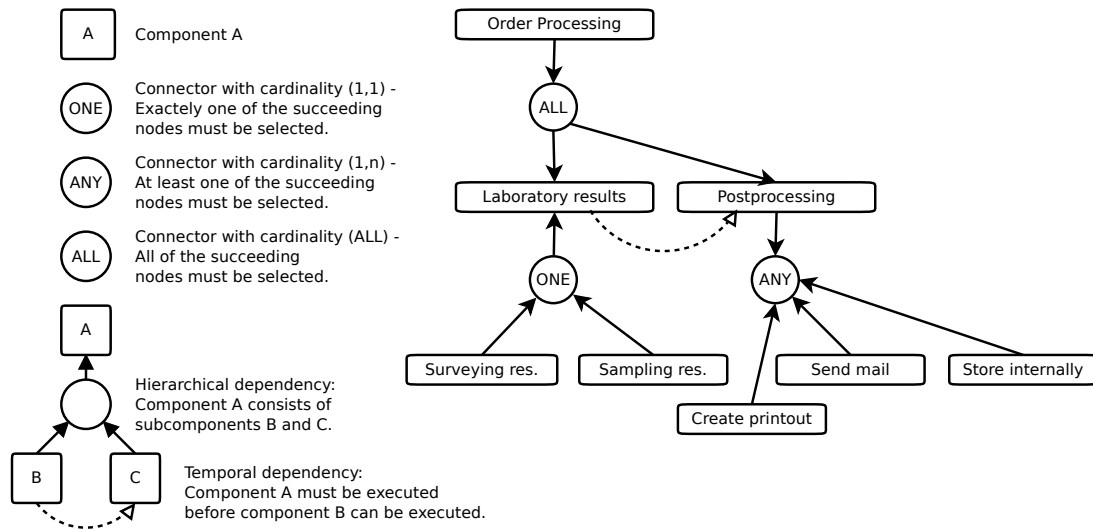 A
Component A
ONE
Connector with cardinality (1,1) -
Exactely one of the succeeding
nodes must be selected.
ANY
Connector with cardinality (1,n) -
At least one of the succeeding
nodes must be selected.
ALL
Connector with cardinality (ALL) -
All of the succeeding
nodes must be selected.
A
Hierarchical dependency:
Component A consists of
subcomponents B and C.
B
C
Temporal dependency:
Component A must be executed
before component B can be executed.
Order Processing
ALL
Laboratory results
Postprocessing
ONE
ANY
Surveying res.
Sampling res.
Send mail
Store internally
Create printout